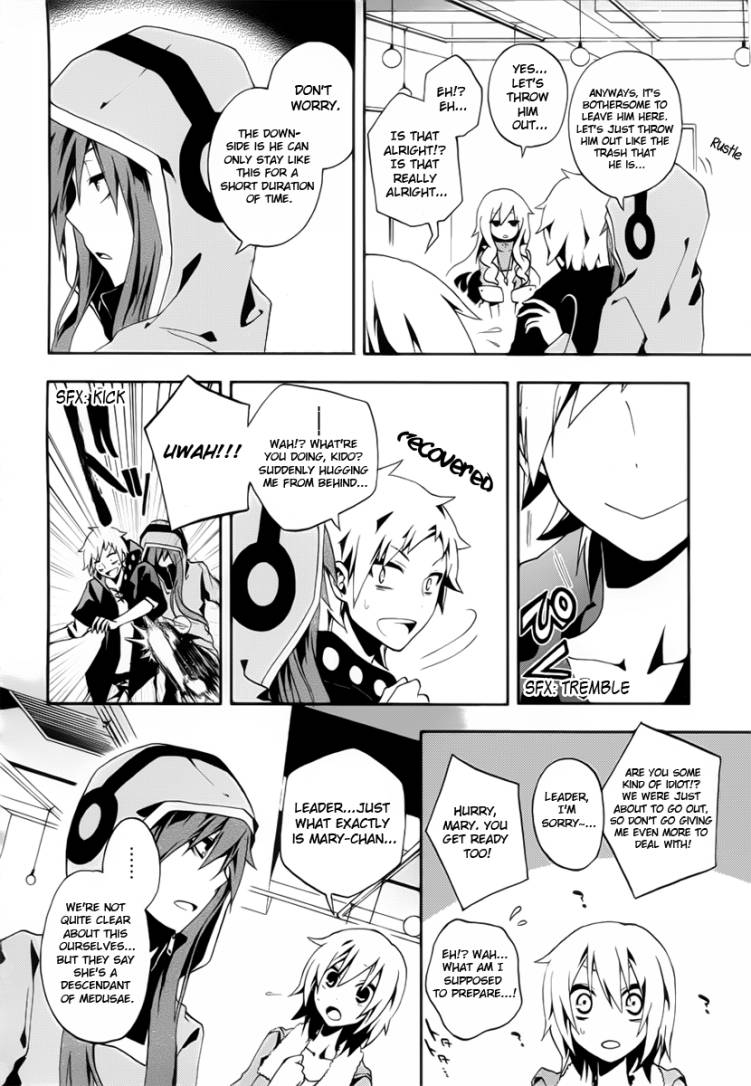 ANYWAYS, IT'S
BOTHERSOME TO
LEAVE HIM HERE.
LET'S JUST THROW
HIM OUT LIKE THE
TRASH THAT
HE IS...
Rustle
YES...
LET'S
THROW
HIM
OUT...
EH!?
EH...
IS THAT
ALRIGHT!?
IS THAT
REALLY
ALRIGHT...
DON'T
WORRY.
THE DOWN-
SIDE IS HE CAN
ONLY STAY LIKE
THIS FOR A
SHORT DURATION
OF TIME.
SFX: TREMBLE
recovered
WAH!? WHAT'RE
YOU DOING, KIDO?
SUDDENLY HUGGING
ME FROM BEHIND...
UWAH!!!
SFX: KICK
ARE YOU SOME
KIND OF IDIOT!?
WE WERE JUST
ABOUT TO GO OUT,
SO DON'T GO GIVING
ME EVEN MORE TO
DEAL WITH!
LEADER,
I'M
SORRY~...
HURRY,
MARY. YOU
GET READY
TOO!
EH!? WAH...
WHAT AM I
SUPPOSED
TO PREPARE...!
?
?
?
?
LEADER....JUST
WHAT EXACTLY
IS MARY-CHAN...
......
WE'RE NOT
QUITE CLEAR
ABOUT THIS
OURSELVES...
BUT THEY SAY
SHE'S A
DESCENDANT
OF MEDUSAE.